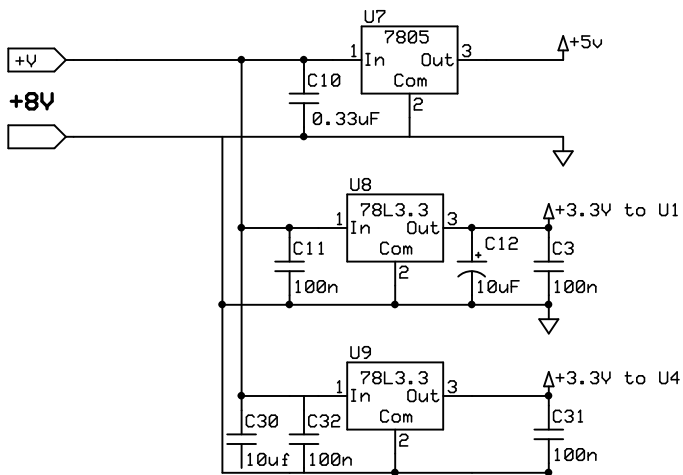 U7
7805
1 In Out 3
Com
2
+5v
+V
+8V
C10
0.33uF
U8
78L3.3
1 In Out 3
Com
2
+3.3V to U1
C11
100n
C12
+
10uF
C3
100n
U9
78L3.3
1 In Out 3
Com
2
+3.3V to U4
C30
10uf
C32
100n
C31
100n